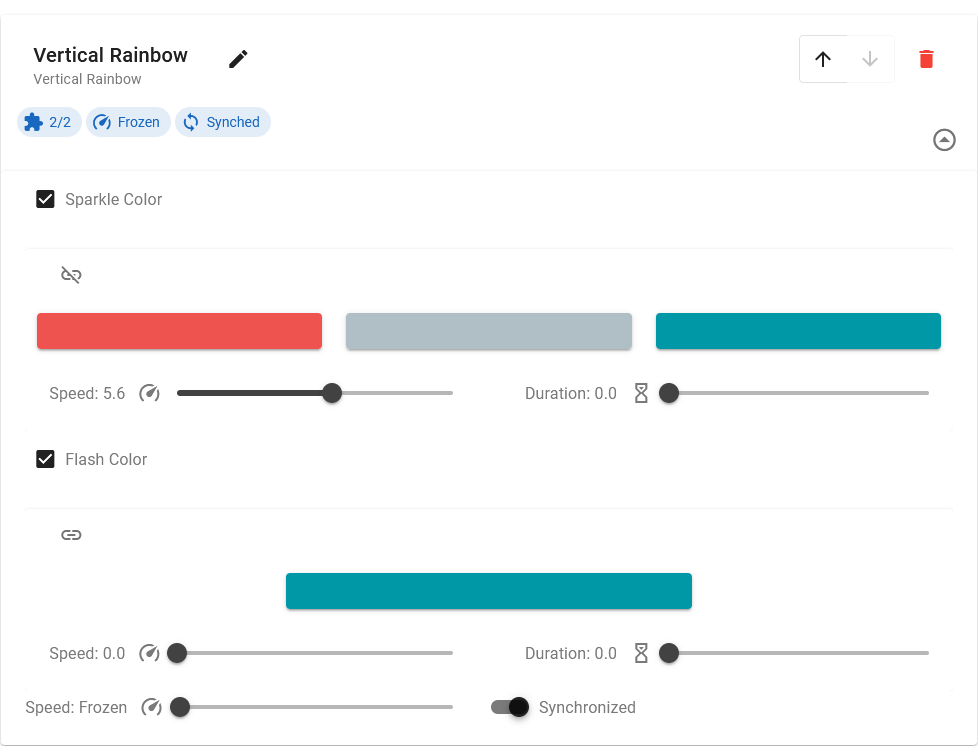 Vertical Rainbow
Vertical Rainbow
2/2 Frozen Synched
Sparkle Color
Speed: 5.6 Duration: 0.0
Flash Color
Speed: 0.0 Duration: 0.0
Speed: Frozen Synchronized